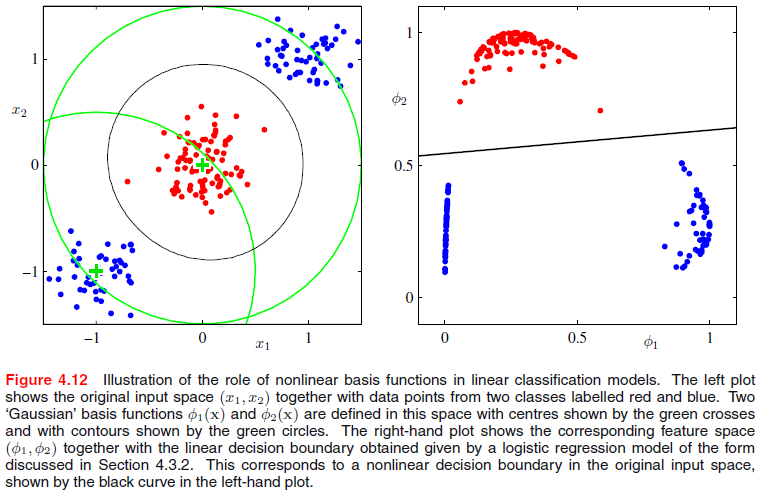 1
x2
0
−1
−1
0
x1
1
1
ϕ2
0.5
0
0
0.5
ϕ1
1
Figure 4.12 Illustration of the role of nonlinear basis functions in linear classification models. The left plot
shows the original input space (x1, x2) together with data points from two classes labelled red and blue. Two
‘Gaussian’ basis functions ϕ1(x) and ϕ2(x) are defined in this space with centres shown by the green crosses
and with contours shown by the green circles. The right-hand plot shows the corresponding feature space
(ϕ1, ϕ2) together with the linear decision boundary obtained given by a logistic regression model of the form
discussed in Section 4.3.2. This corresponds to a nonlinear decision boundary in the original input space,
shown by the black curve in the left-hand plot.